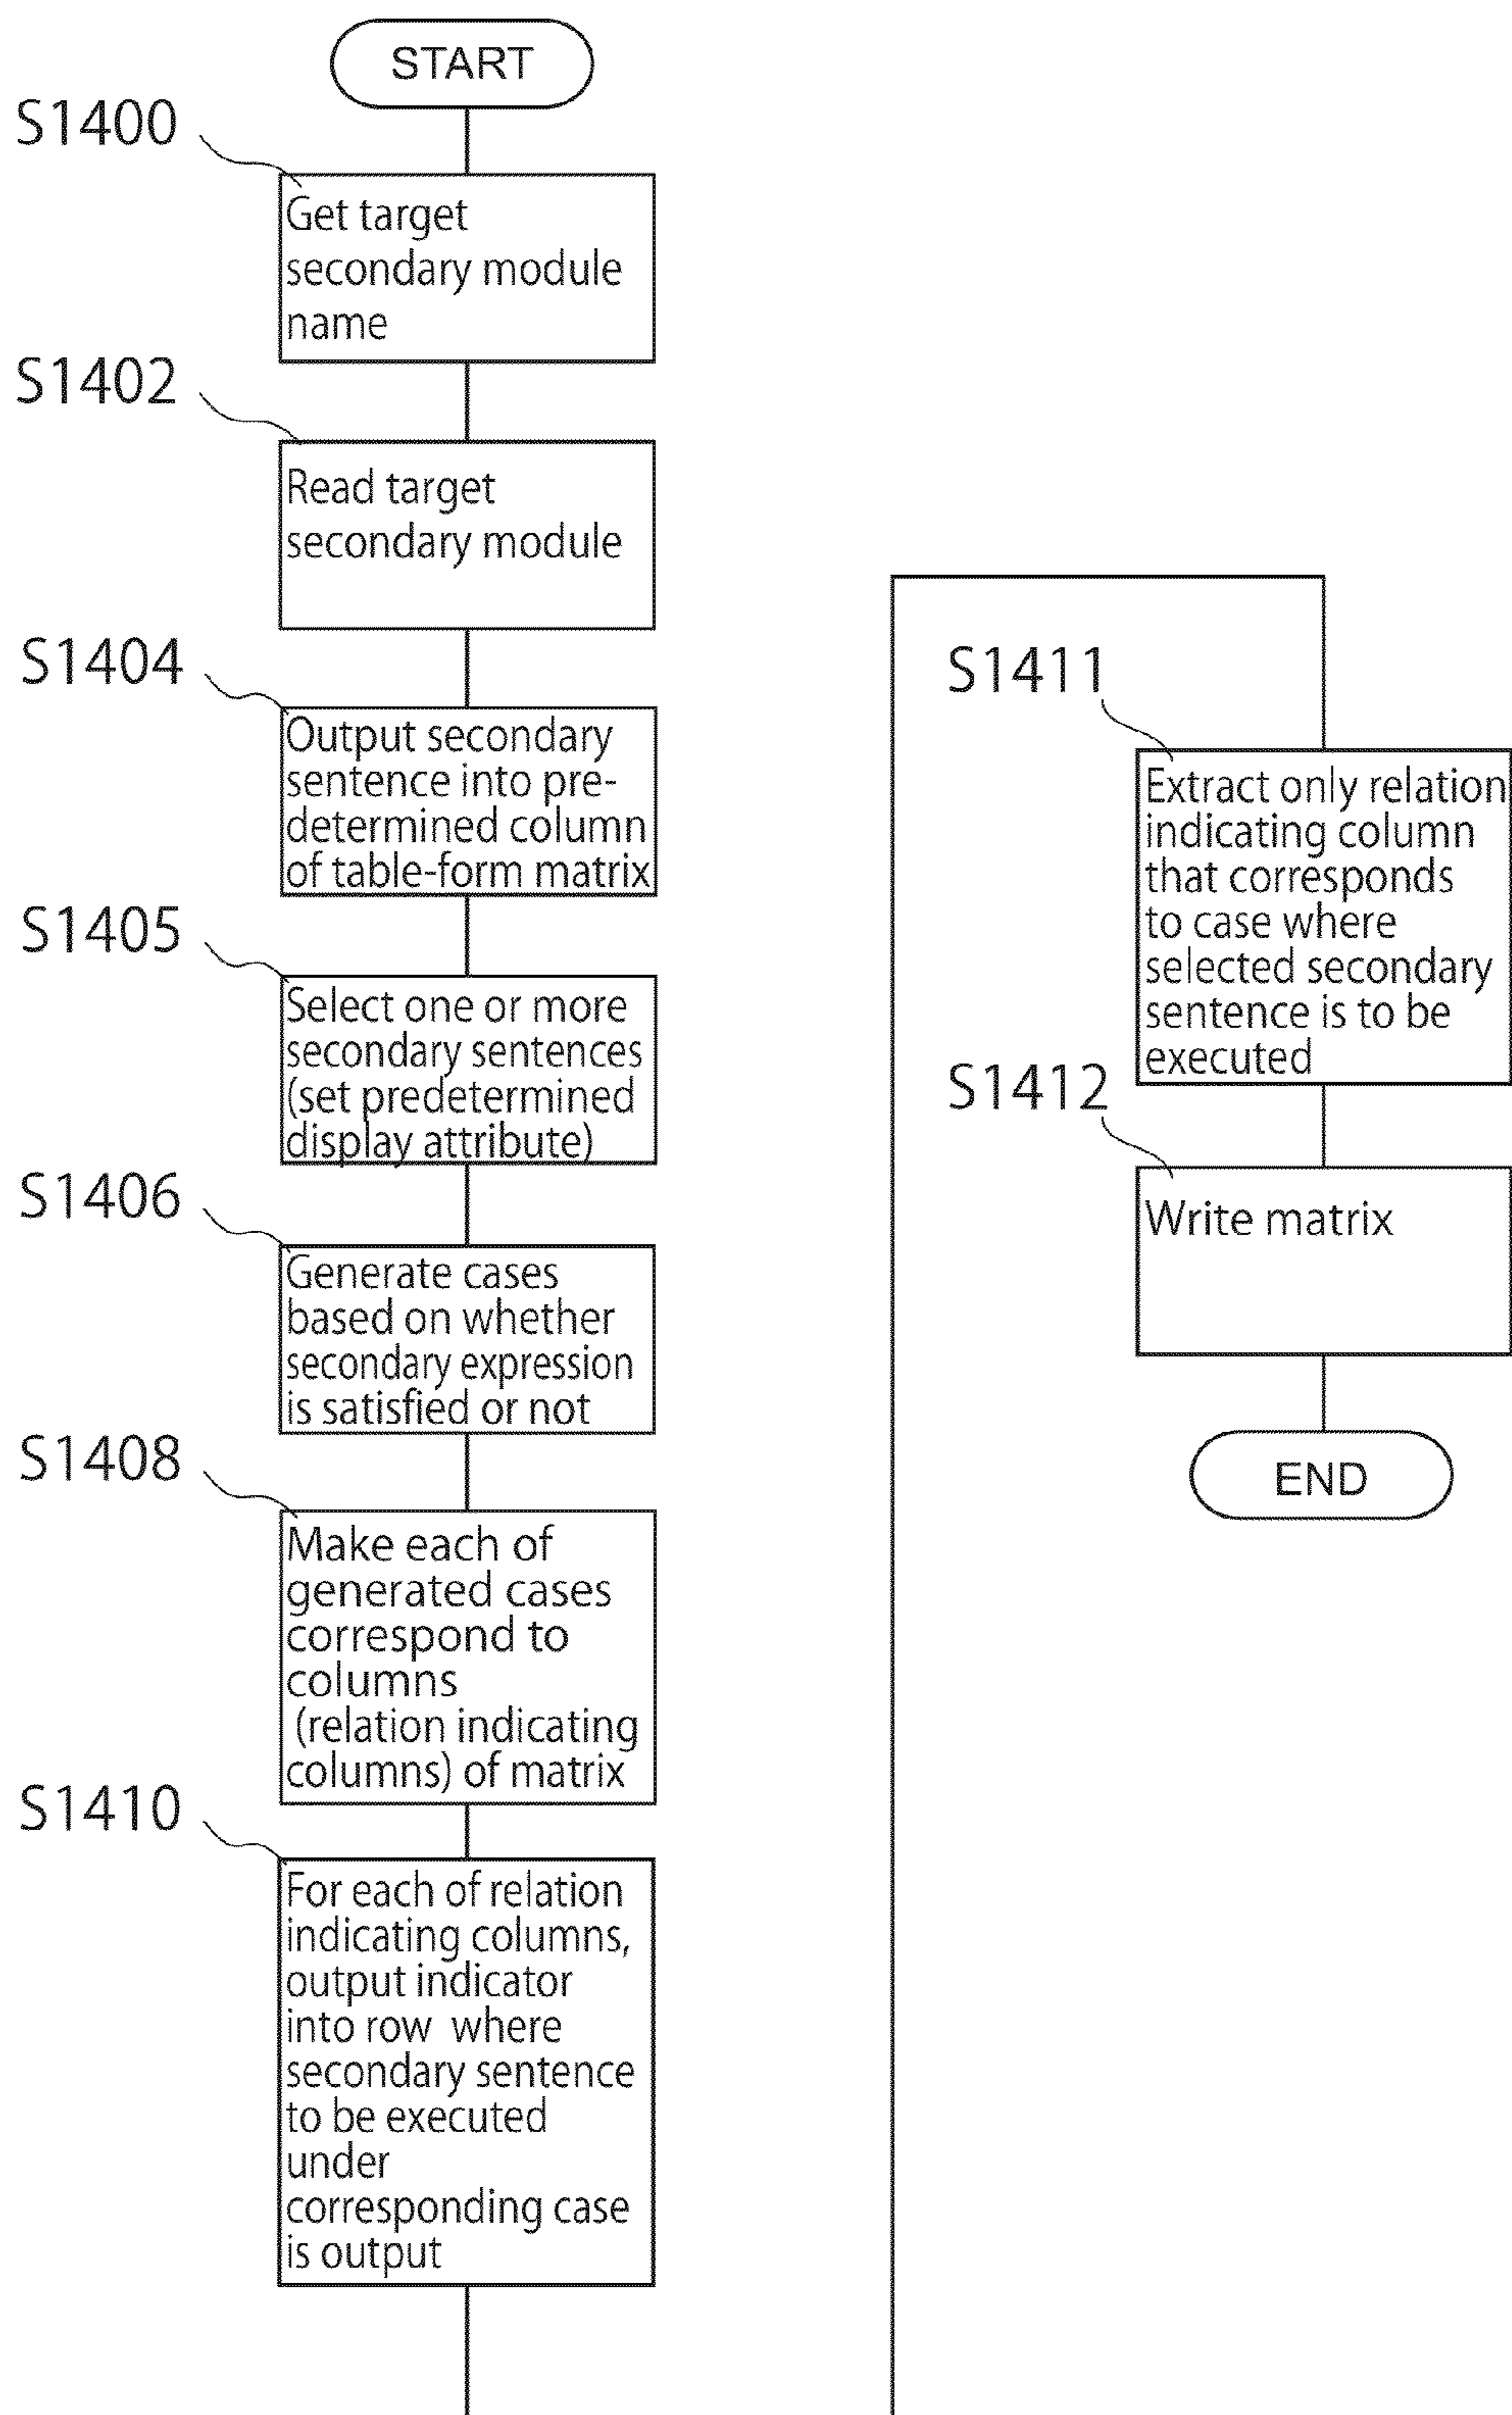 START
S1400
Get target
secondary module
name
S1402
Read target
secondary module
S1404
Output secondary
sentence into pre-
determined column
of table-form matrix
S1405
Select one or more
secondary sentences
(set predetermined
display attribute)
S1406
Generate cases
based on whether
secondary expression
is satisfied or not
S1408
Make each of
generated cases
correspond to
columns
(relation indicating
columns) of matrix
S1410
For each of relation
indicating columns,
output indicator
into row where
secondary sentence
to be executed
under
corresponding case
is output
S1411
Extract only relation
indicating column
that corresponds
to case where
selected secondary
sentence is to be
executed
S1412
Write matrix
END